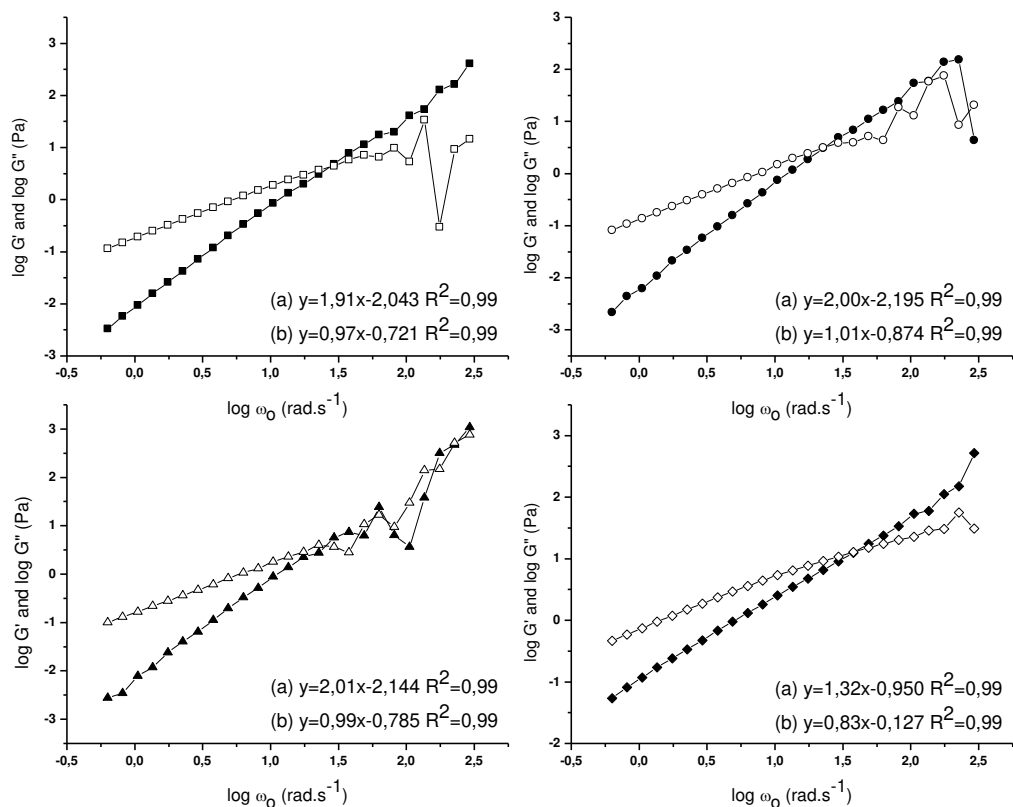 log G' and log G" (Pa)
3
2
1
0
-1
-2
-3
(a) y=1,91x-2,043 R²=0,99
(b) y=0,97x-0,721 R²=0,99
-0,5 0,0 0,5 1,0 1,5 2,0 2,5
log ωo (rad.s⁻¹)
log G' and log G" (Pa)
3
2
1
0
-1
-2
-3
(a) y=2,00x-2,195 R²=0,99
(b) y=1,01x-0,874 R²=0,99
-0,5 0,0 0,5 1,0 1,5 2,0 2,5
log ωo (rad.s⁻¹)
log G' and log G" (Pa)
3
2
1
0
-1
-2
-3
(a) y=2,01x-2,144 R²=0,99
(b) y=0,99x-0,785 R²=0,99
-0,5 0,0 0,5 1,0 1,5 2,0 2,5
log ωo (rad.s⁻¹)
log G' and log G" (Pa)
3
2
1
0
-1
-2
(a) y=1,32x-0,950 R²=0,99
(b) y=0,83x-0,127 R²=0,99
-0,5 0,0 0,5 1,0 1,5 2,0 2,5
log ωo (rad.s⁻¹)